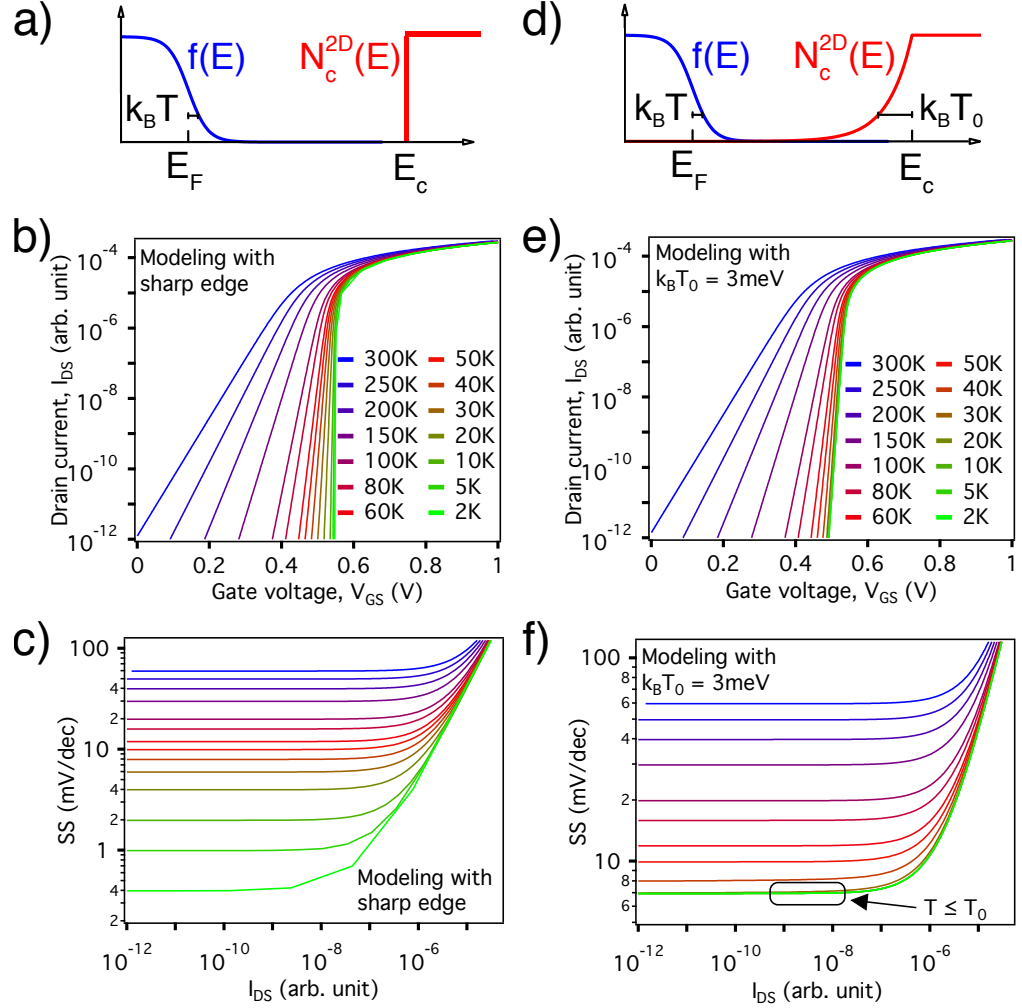 a)
f(E)
N_c^2D(E)
k_BT
E_F
E_c
d)
f(E)
N_c^2D(E)
k_BT
k_BT_0
E_F
E_c
b)
Modeling with
sharp edge
Drain current, I_DS (arb. unit)
10^-4
10^-6
10^-8
10^-10
10^-12
300K 50K
250K 40K
200K 30K
150K 20K
100K 10K
80K 5K
60K 2K
0 0.2 0.4 0.6 0.8 1
Gate voltage, V_GS (V)
e)
Modeling with
k_BT_0 = 3meV
Drain current, I_DS (arb. unit)
10^-4
10^-6
10^-8
10^-10
10^-12
300K 50K
250K 40K
200K 30K
150K 20K
100K 10K
80K 5K
60K 2K
0 0.2 0.4 0.6 0.8 1
Gate voltage, V_GS (V)
c)
SS (mV/dec)
100
4
2
10
4
2
1
4
2
Modeling with
sharp edge
10^-12 10^-10 10^-8 10^-6
I_DS (arb. unit)
f)
Modeling with
k_BT_0 = 3meV
SS (mV/dec)
100
8
6
4
2
10
8
7
6
T ≤ T_0
10^-12 10^-10 10^-8 10^-6
I_DS (arb. unit)